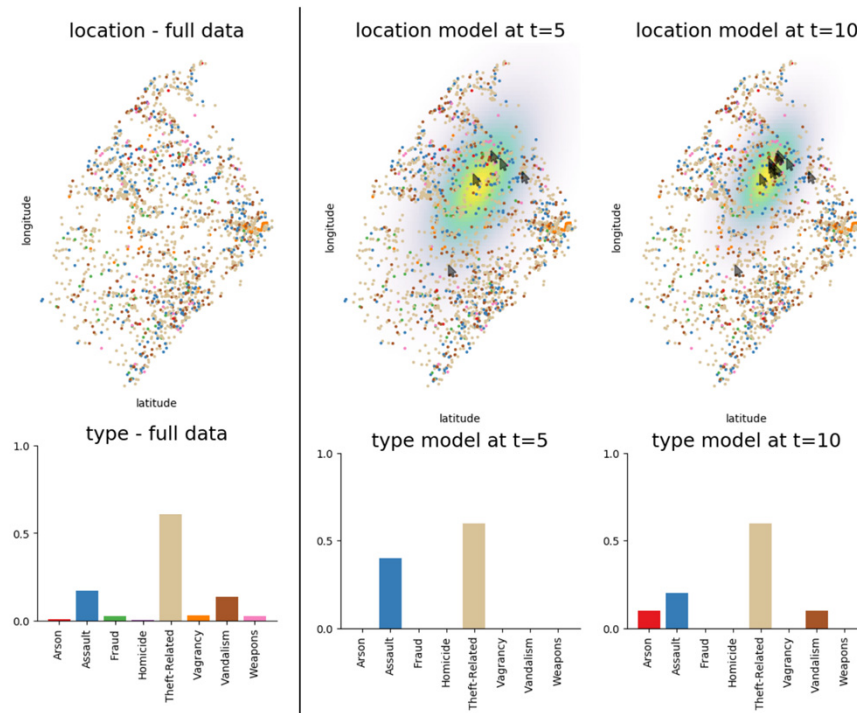 location - full data
location model at t=5
location model at t=10
longitude
longitude
longitude
latitude
latitude
latitude
type - full data
type model at t=5
type model at t=10
1.0
0.5
0.0
Arson
Assault
Fraud
Homicide
Theft-Related
Vagrancy
Vandalism
Weapons
1.0
0.5
0.0
Arson
Assault
Fraud
Homicide
Theft-Related
Vagrancy
Vandalism
Weapons
1.0
0.5
0.0
Arson
Assault
Fraud
Homicide
Theft-Related
Vagrancy
Vandalism
Weapons